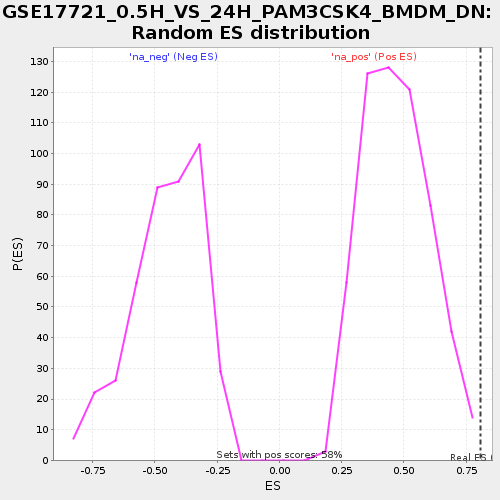 GSE17721_0.5H_VS_24H_PAM3CSK4_BMDM_DN:
Random ES distribution
'na_neg' (Neg ES)
'na_pos' (Pos ES)
130
120
110
100
90
80
70
60
50
40
30
20
10
0
P(ES)
Sets with pos scores: 58%
Real ES
-0.75
-0.50
-0.25
0.00
0.25
0.50
0.75
ES